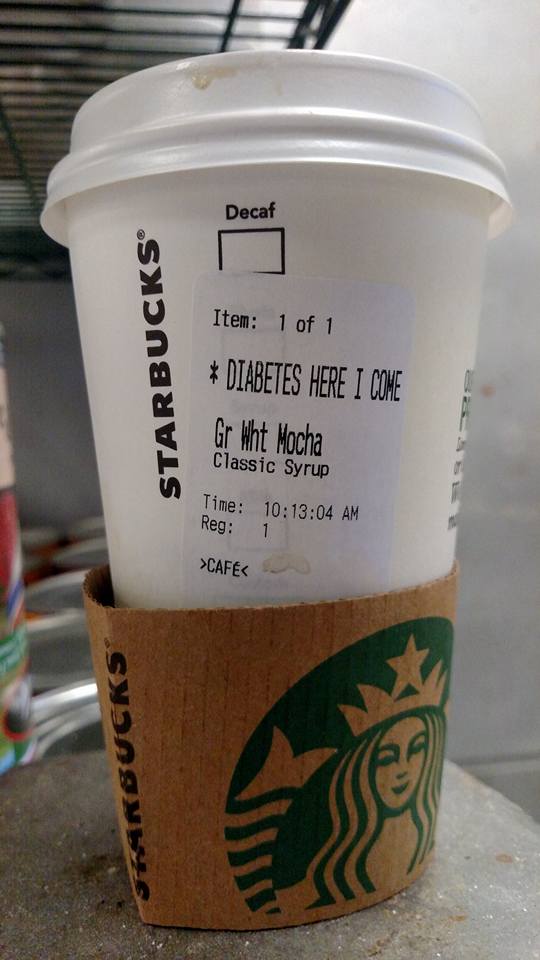 Decaf
STARBUCKS®
Item: 1 of 1
* DIABETES HERE I COME
Gr Wht Mocha
Classic Syrup
Time: 10:13:04 AM
Reg: 1
>CAFÉ<
STARBUCKS®